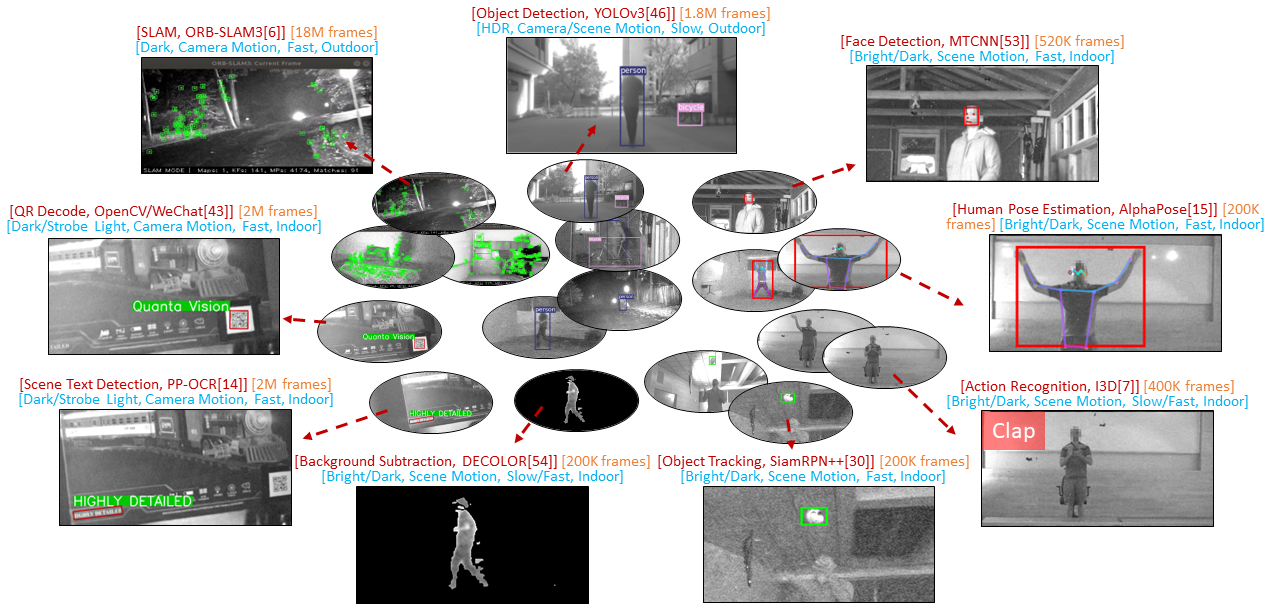 [SLAM, ORB-SLAM3[6]] [18M frames]
[Dark, Camera Motion, Fast, Outdoor]
ORB-SLAM3: Current Frame
SLAM MODE | Maps: 1, KFs: 141, MPs: 4174, Matches: 91
[Object Detection, YOLOv3[46]] [1.8M frames]
[HDR, Camera/Scene Motion, Slow, Outdoor]
person
bicycle
[Face Detection, MTCNN[53]] [520K frames]
[Bright/Dark, Scene Motion, Fast, Indoor]
[QR Decode, OpenCV/WeChat[43]] [2M frames]
[Dark/Strobe Light, Camera Motion, Fast, Indoor]
Quanta Vision
[Human Pose Estimation, AlphaPose[15]] [200K
frames] [Bright/Dark, Scene Motion, Fast, Indoor]
person
person
person
person
Quanta Vision
HIGHLY DETAILED
[Scene Text Detection, PP-OCR[14]] [2M frames]
[Dark/Strobe Light, Camera Motion, Fast, Indoor]
HIGHLY DETAILED
HIGHLY DETAILED
[Action Recognition, I3D[7]] [400K frames]
[Bright/Dark, Scene Motion, Slow/Fast, Indoor]
Clap
[Background Subtraction, DECOLOR[54]] [200K frames]
[Bright/Dark, Scene Motion, Slow/Fast, Indoor]
[Object Tracking, SiamRPN++[30]] [200K frames]
[Bright/Dark, Scene Motion, Fast, Indoor]